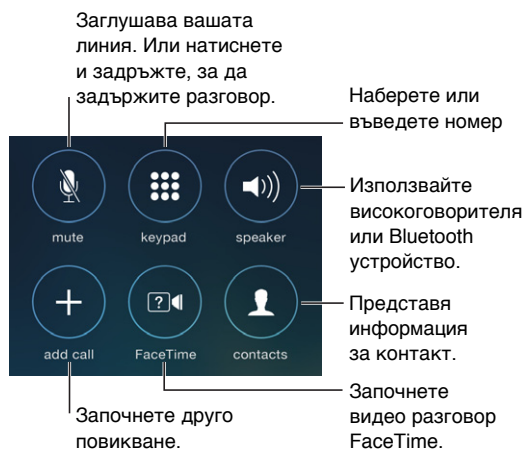 Заглушава вашата
линия. Или натиснете
и задръжте, за да
задържите разговор.
Наберете или
въведете номер
mute
keypad
speaker
Използвайте
високоговорителя
или Bluetooth
устройство.
?
add call
FaceTime
contacts
Представя
информация
за контакт.
Започнете друго
повикване.
Започнете
видео разговор
FaceTime.